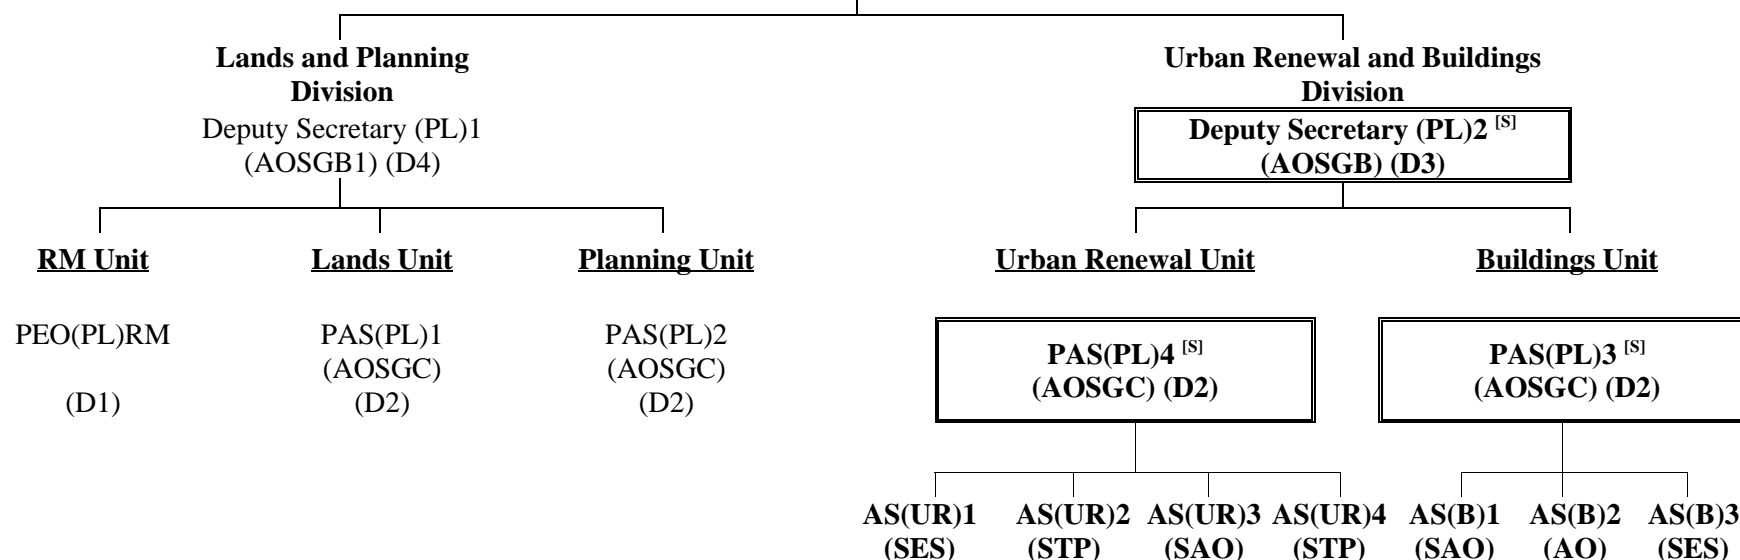 Lands and Planning
Division
Deputy Secretary (PL)1
(AOSGB1) (D4)
Urban Renewal and Buildings
Division
Deputy Secretary (PL)2 [S]
(AOSGB) (D3)
RM Unit
PEO(PL)RM
(D1)
Lands Unit
PAS(PL)1
(AOSGC)
(D2)
Planning Unit
PAS(PL)2
(AOSGC)
(D2)
Urban Renewal Unit
PAS(PL)4 [S]
(AOSGC) (D2)
AS(UR)1
(SES)
AS(UR)2
(STP)
AS(UR)3
(SAO)
AS(UR)4
(STP)
Buildings Unit
PAS(PL)3 [S]
(AOSGC) (D2)
AS(B)1
(SAO)
AS(B)2
(AO)
AS(B)3
(SES)